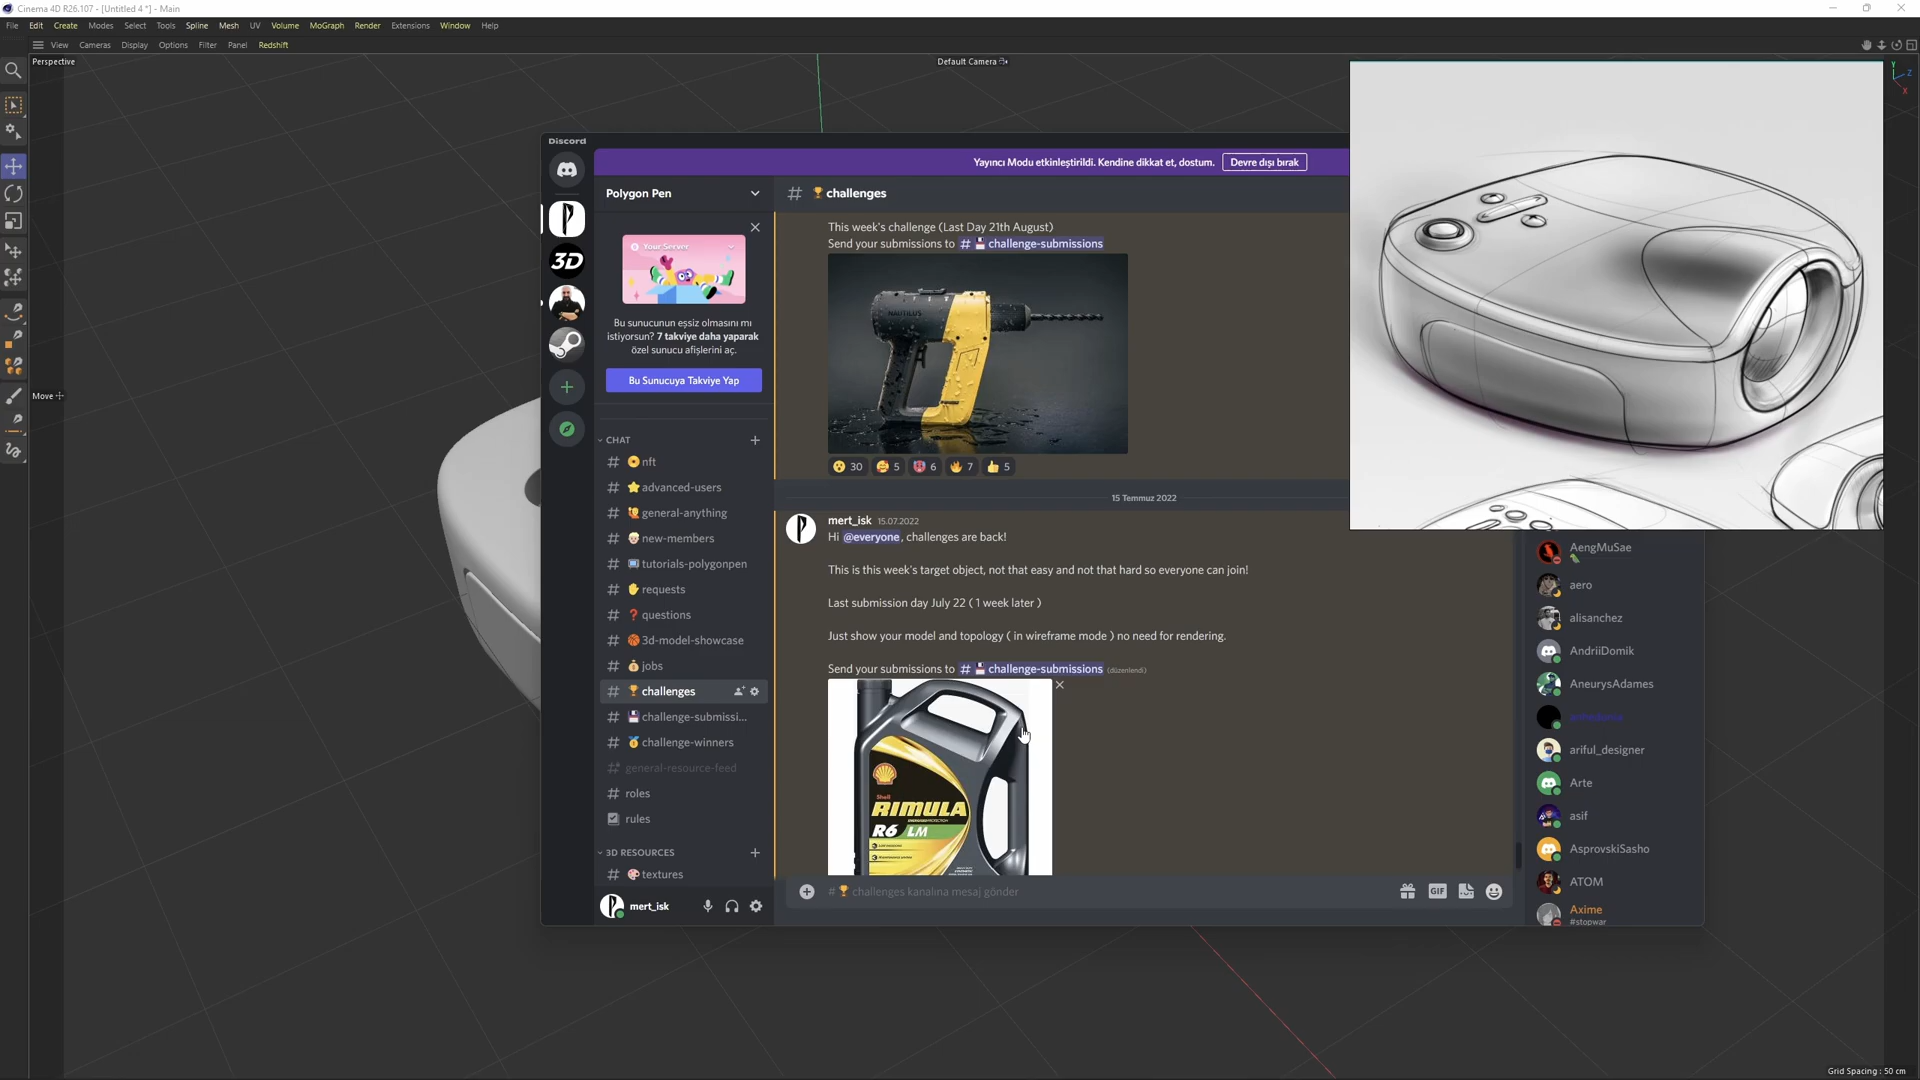 Cinema 4D R26.107 - [Untitled 4 *] - Main
File Edit Create Modes Select Tools Spline Mesh UV Volume MoGraph Render Extensions Window Help
View Cameras Display Options Filter Panel Redshift
Perspective
Default Camera
Y
Z
X
Move
Discord
Yayıncı Modu etkinleştirildi. Kendine dikkat et, dostum. Devre dışı bırak
Polygon Pen
# challenges
Your Server
Bu sunucunun eşsiz olmasını mı
istiyorsun? 7 takviye daha yaparak
özel sunucu afişlerini aç.
Bu Sunucuya Takviye Yap
3D
CHAT
# nft
# advanced-users
# general-anything
# new-members
# tutorials-polygonpen
# requests
# questions
# 3d-model-showcase
# jobs
# challenges
# challenge-submissi...
# challenge-winners
general-resource-feed
# roles
rules
3D RESOURCES
# textures
mert_isk
This week's challenge (Last Day 21th August)
Send your submissions to # challenge-submissions
NAUTILUS
30 5 6 7 5
15 Temmuz 2022
mert_isk 15.07.2022
Hi @everyone, challenges are back!
This is this week's target object, not that easy and not that hard so everyone can join!
Last submission day July 22 ( 1 week later )
Just show your model and topology ( in wireframe mode ) no need for rendering.
Send your submissions to # challenge-submissions (düzenlendi)
Shell
RIMULA
R6 LM
# challenges kanalına mesaj gönder
GIF
AengMuSae
aero
alisanchez
AndriiDomik
AneurysAdames
ariful_designer
Arte
asif
AsprovskiSasho
ATOM
Axime
#stopwar
Grid Spacing : 50 cm